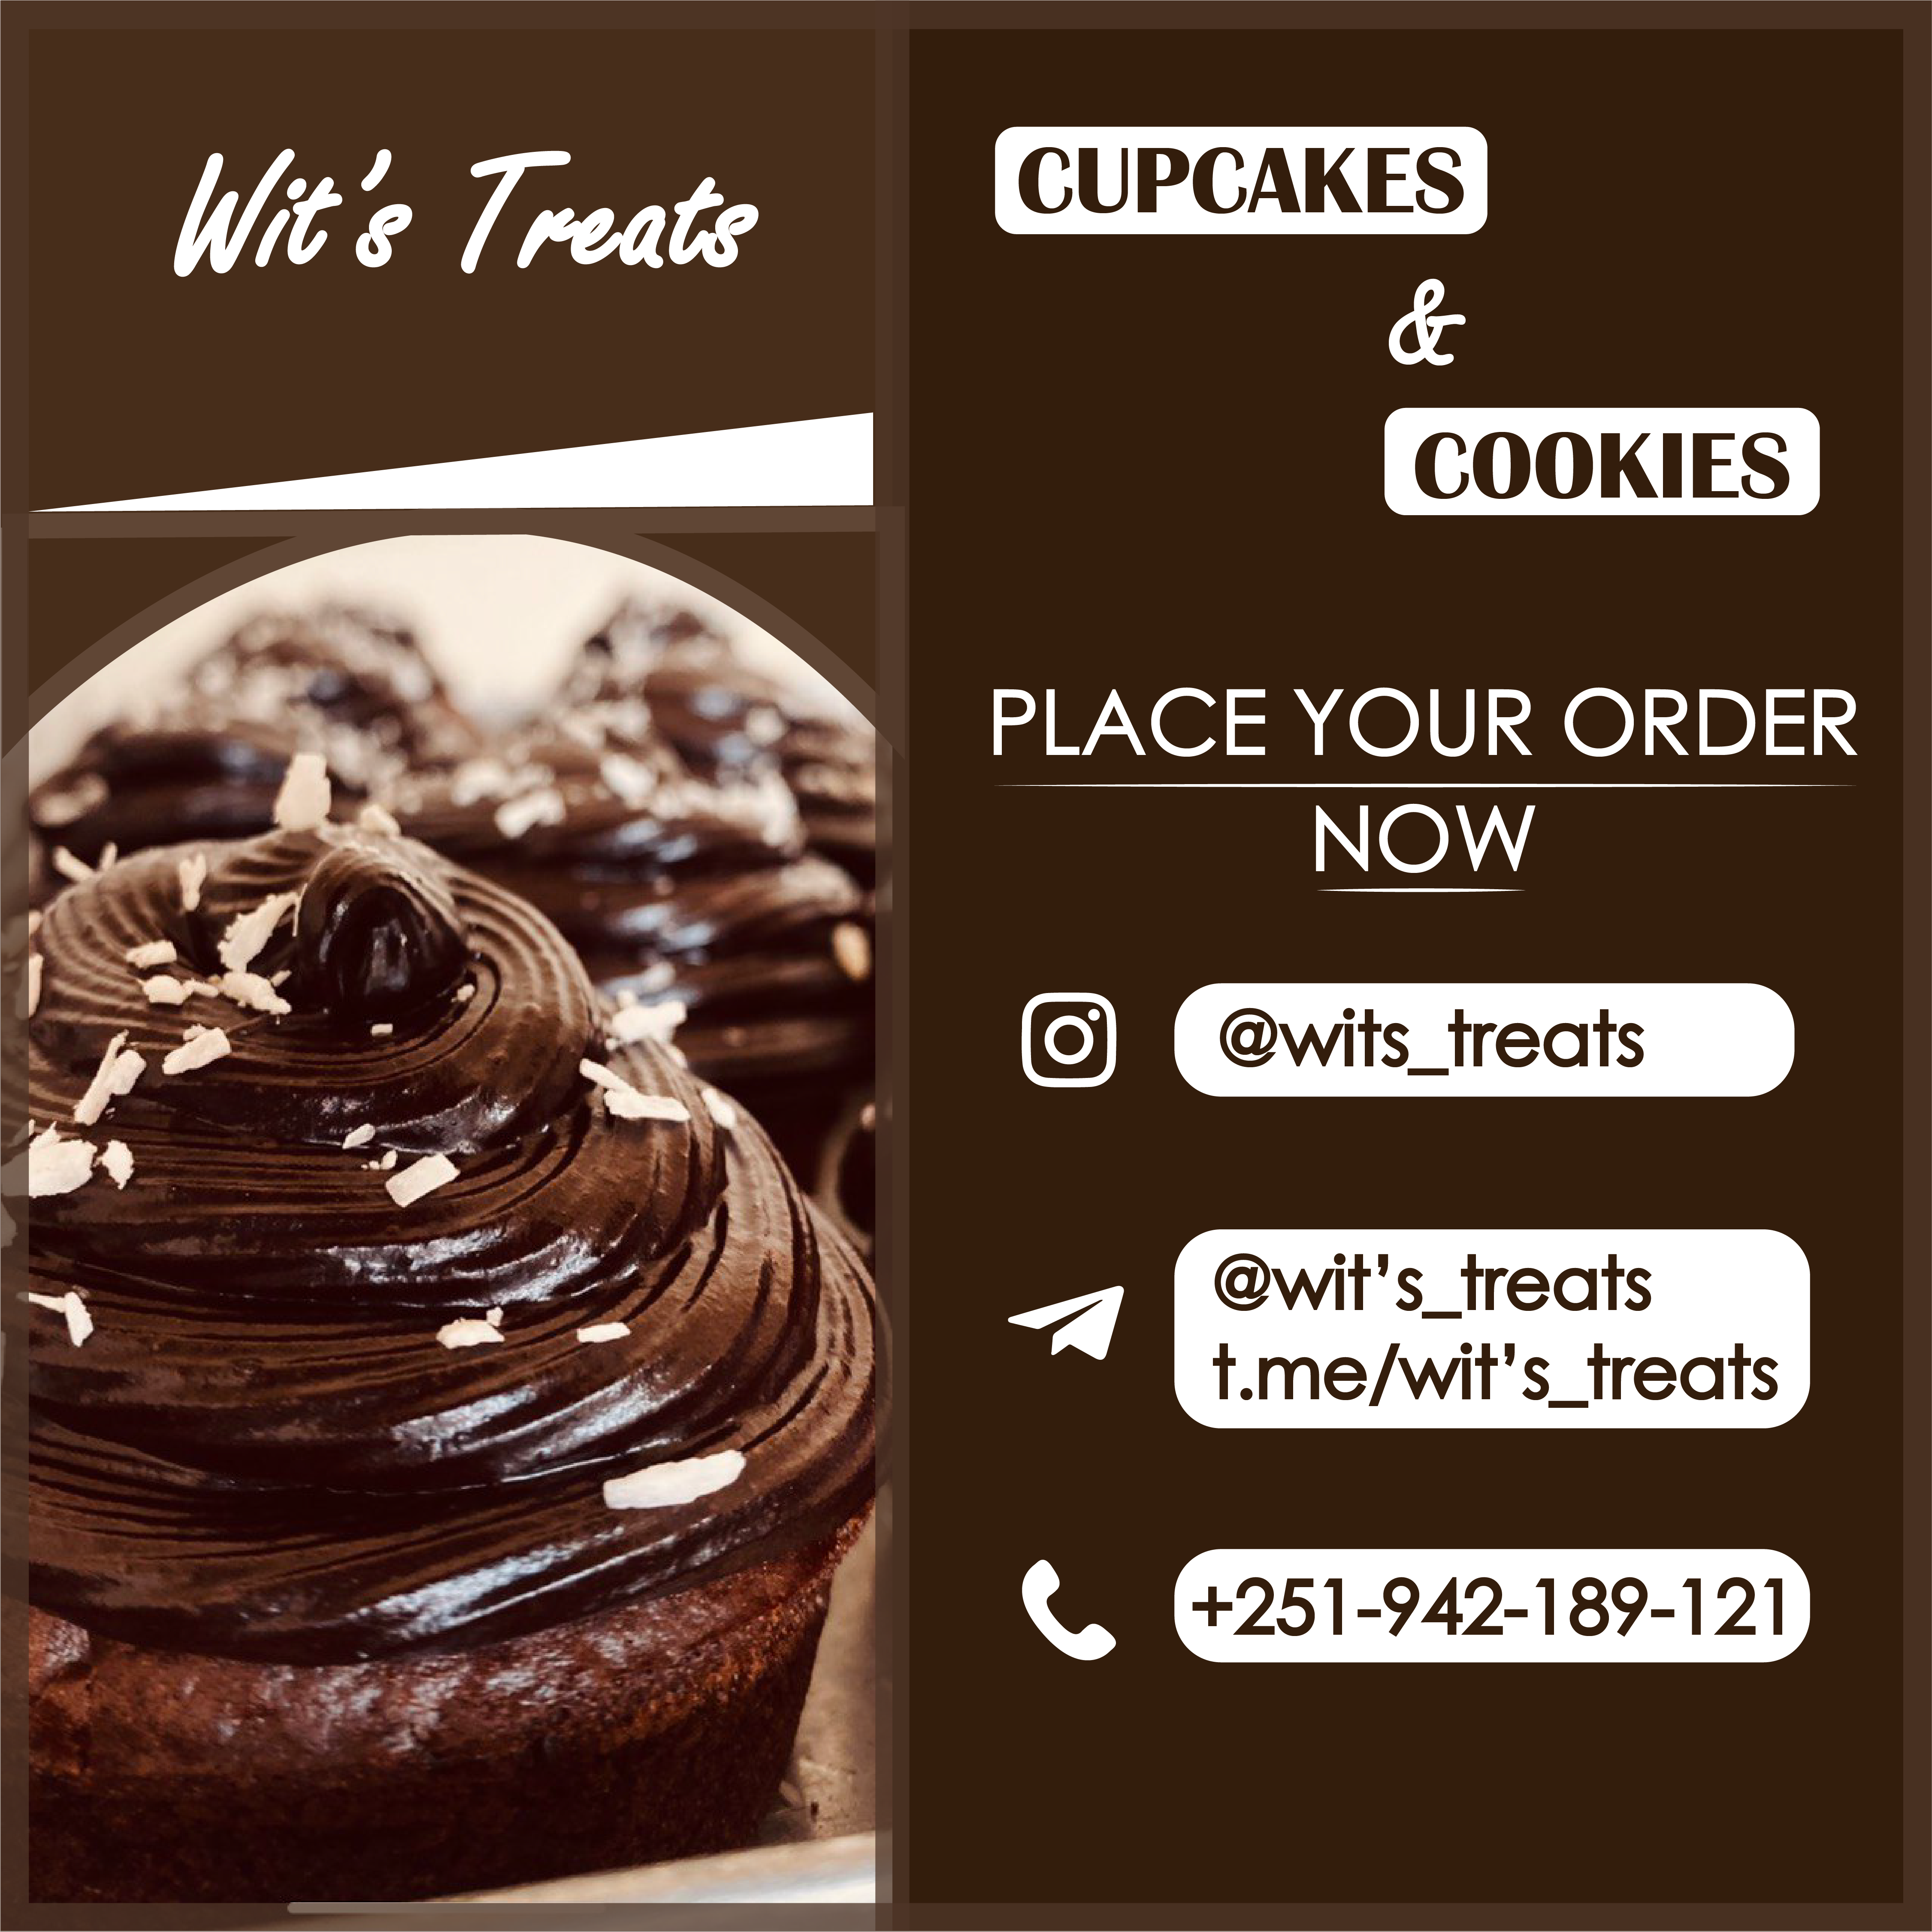 Wit's Treats
CUPCAKES
&
COOKIES
PLACE YOUR ORDER
NOW
@wits_treats
@wit’s_treats
t.me/wit’s_treats
+251-942-189-121